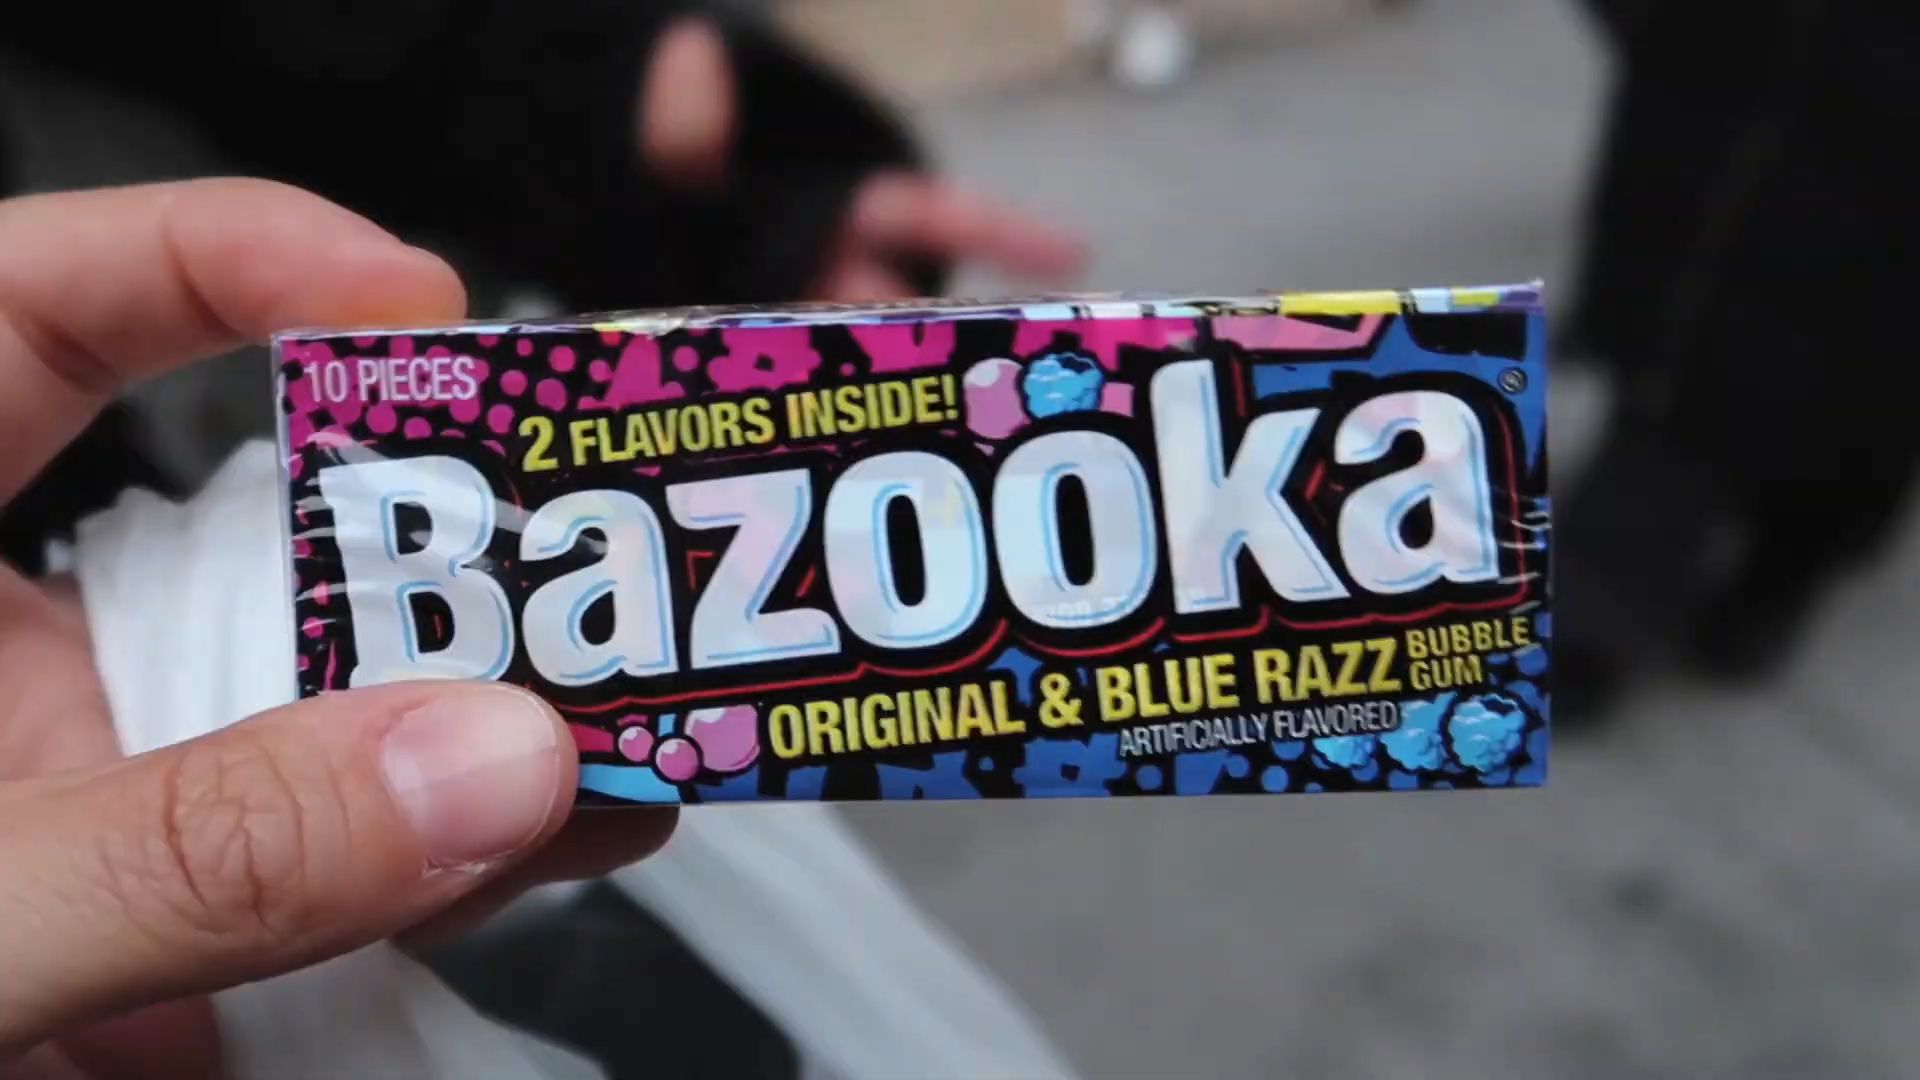 10 PIECES
2 FLAVORS INSIDE!
Bazooka®
ORIGINAL & BLUE RAZZ BUBBLE
GUM
ARTIFICIALLY FLAVORED